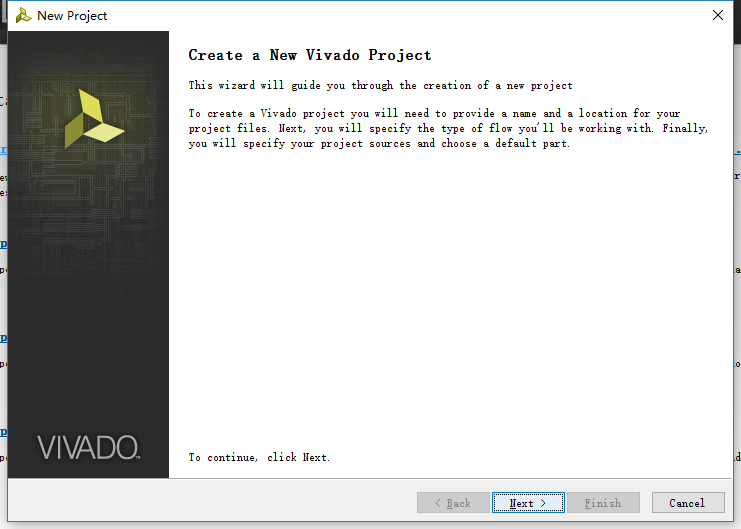 New Project
Create a New Vivado Project
This wizard will guide you through the creation of a new project
To create a Vivado project you will need to provide a name and a location for your
project files. Next, you will specify the type of flow you'll be working with. Finally,
you will specify your project sources and choose a default part.
VIVADO™
To continue, click Next.
< Back
Next >
Finish
Cancel